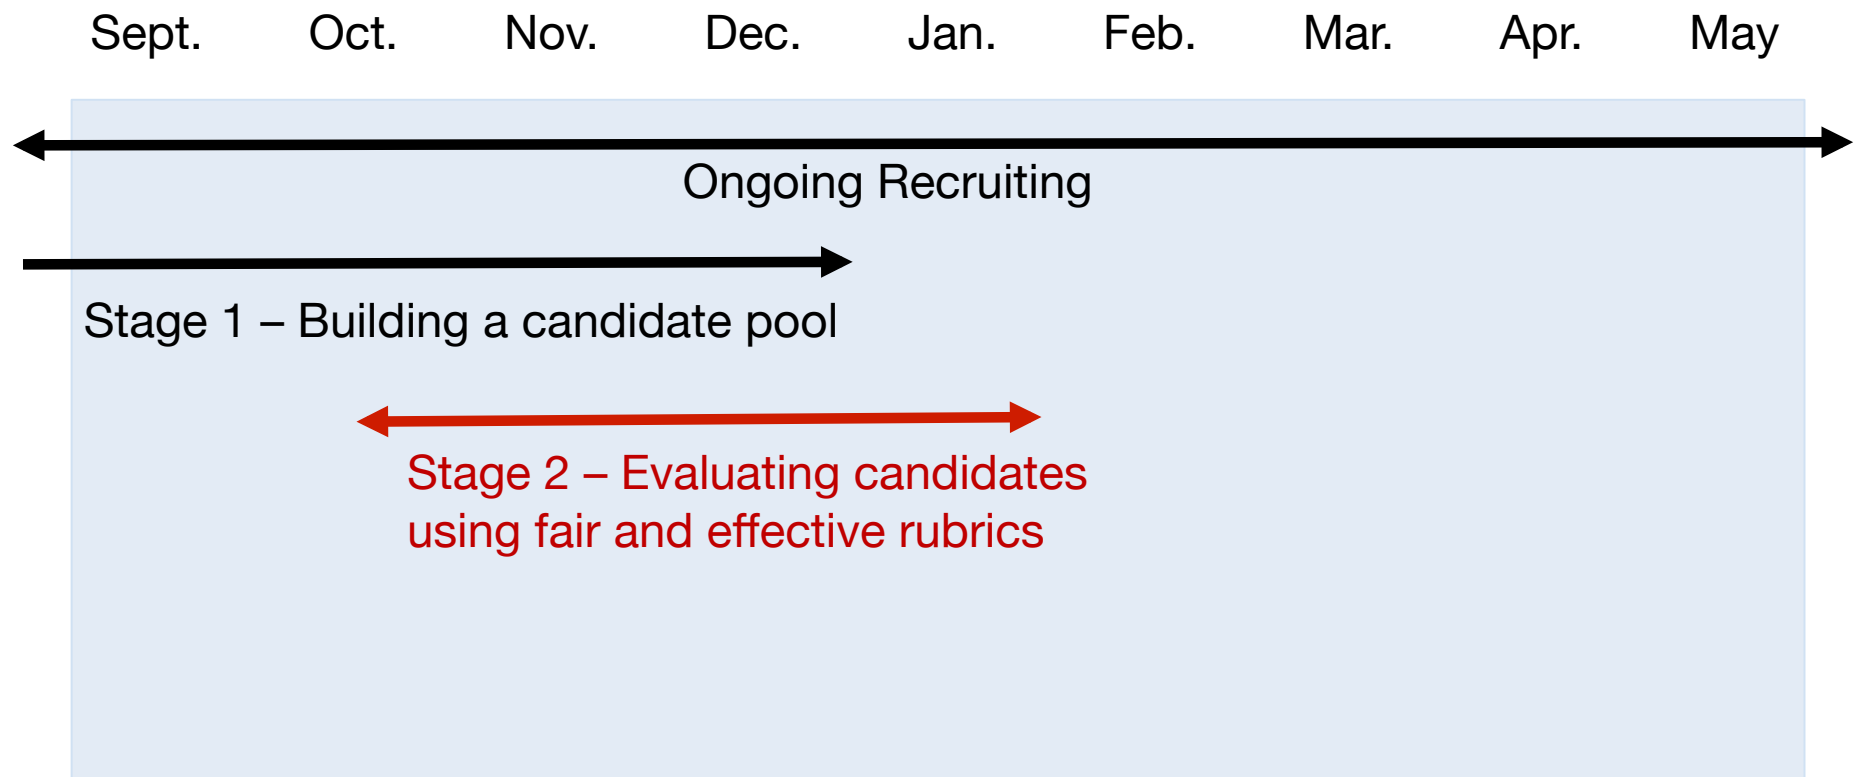 Sept. Oct. Nov. Dec. Jan. Feb. Mar. Apr. May
Ongoing Recruiting
Stage 1 – Building a candidate pool
Stage 2 – Evaluating candidates
using fair and effective rubrics